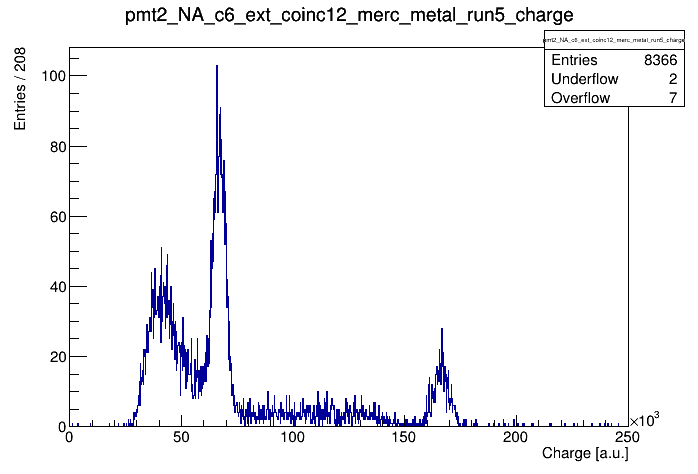 pmt2_NA_c6_ext_coinc12_merc_metal_run5_charge
pmt2_NA_c6_ext_coinc12_merc_metal_run5_charge
Entries 8366
Underflow 2
Overflow 7
Entries / 208
100
80
60
40
20
0
0 50 100 150 200 250
×10³
Charge [a.u.]